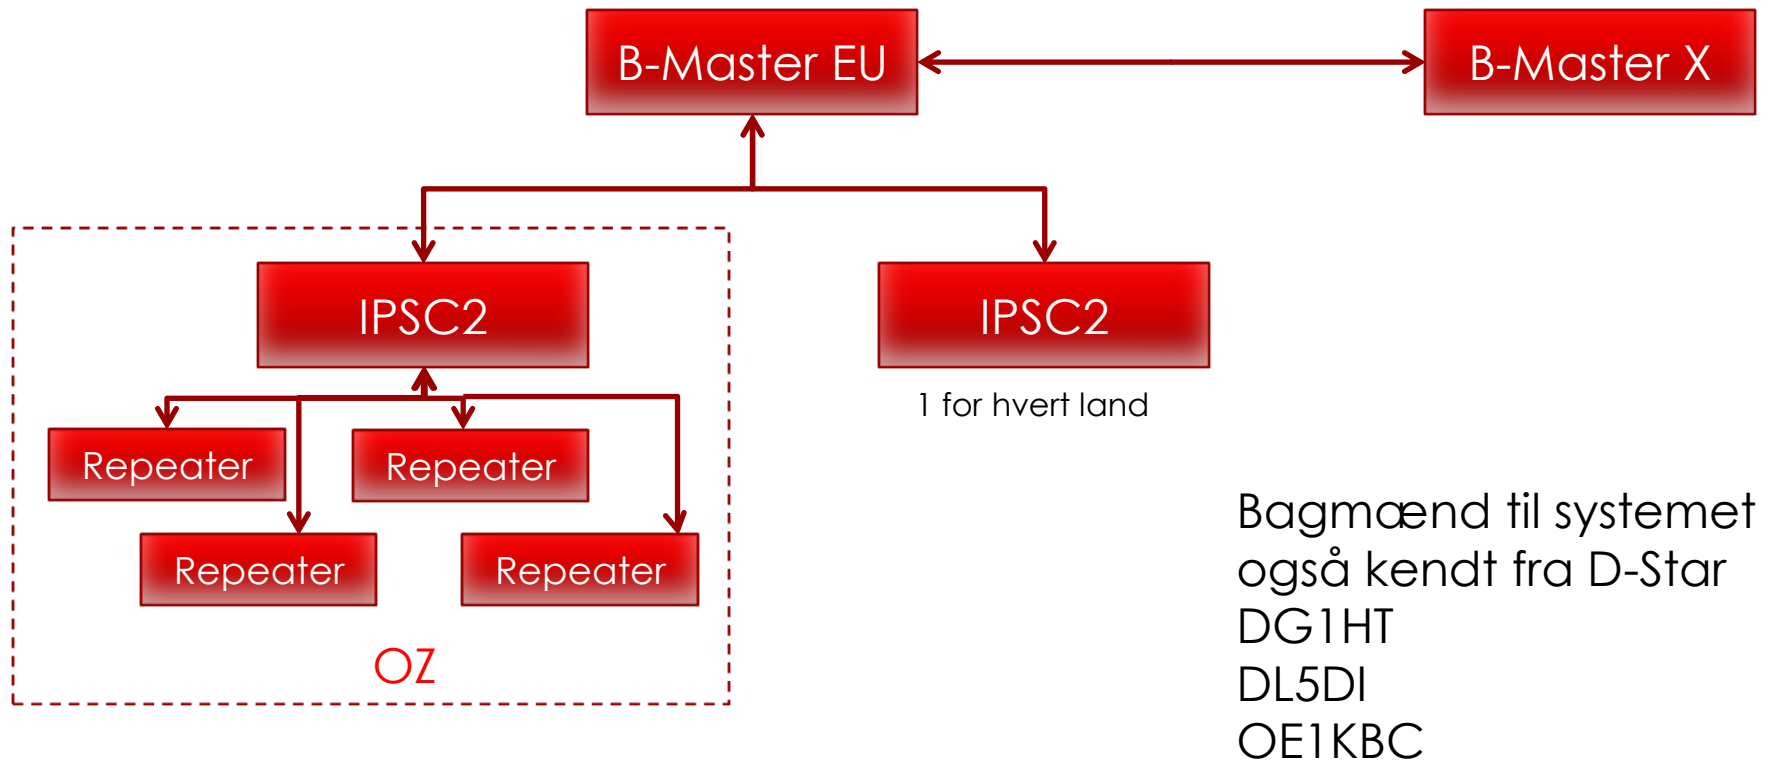 B-Master EU
B-Master X
IPSC2
IPSC2
1 for hvert land
Repeater
Repeater
Repeater
Repeater
OZ
Bagmænd til systemet
også kendt fra D-Star
DG1HT
DL5DI
OE1KBC